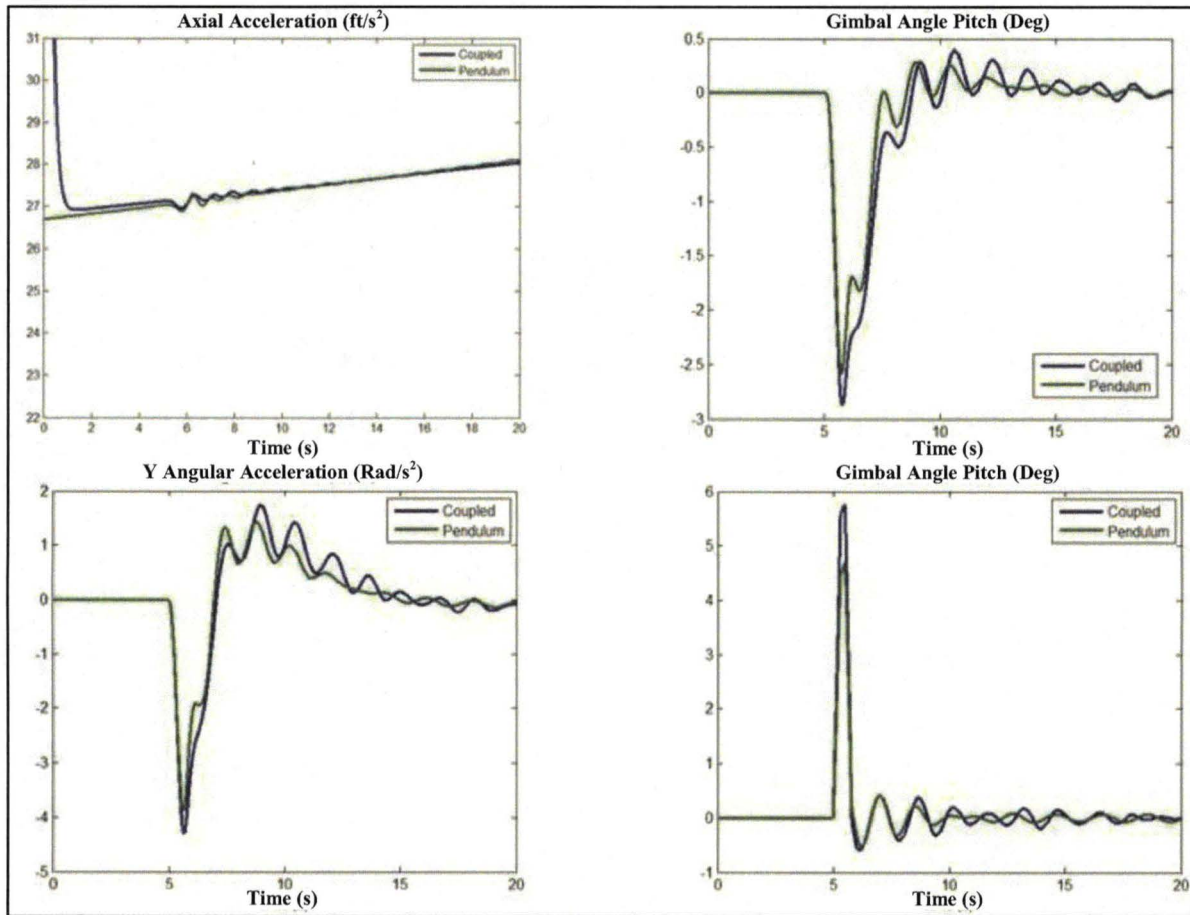 Axial Acceleration (ft/s²)
31
30
29
28
27
26
25
24
23
22
0 2 4 6 8 10 12 14 16 18 20
Time (s)
Coupled
Pendulum
Gimbal Angle Pitch (Deg)
0.5
0
-0.5
-1
-1.5
-2
-2.5
-3
0 5 10 15 20
Time (s)
Coupled
Pendulum
Y Angular Acceleration (Rad/s²)
2
1
0
-1
-2
-3
-4
-5
0 5 10 15 20
Time (s)
Coupled
Pendulum
Gimbal Angle Pitch (Deg)
6
5
4
3
2
1
0
-1
0 5 10 15 20
Time (s)
Coupled
Pendulum